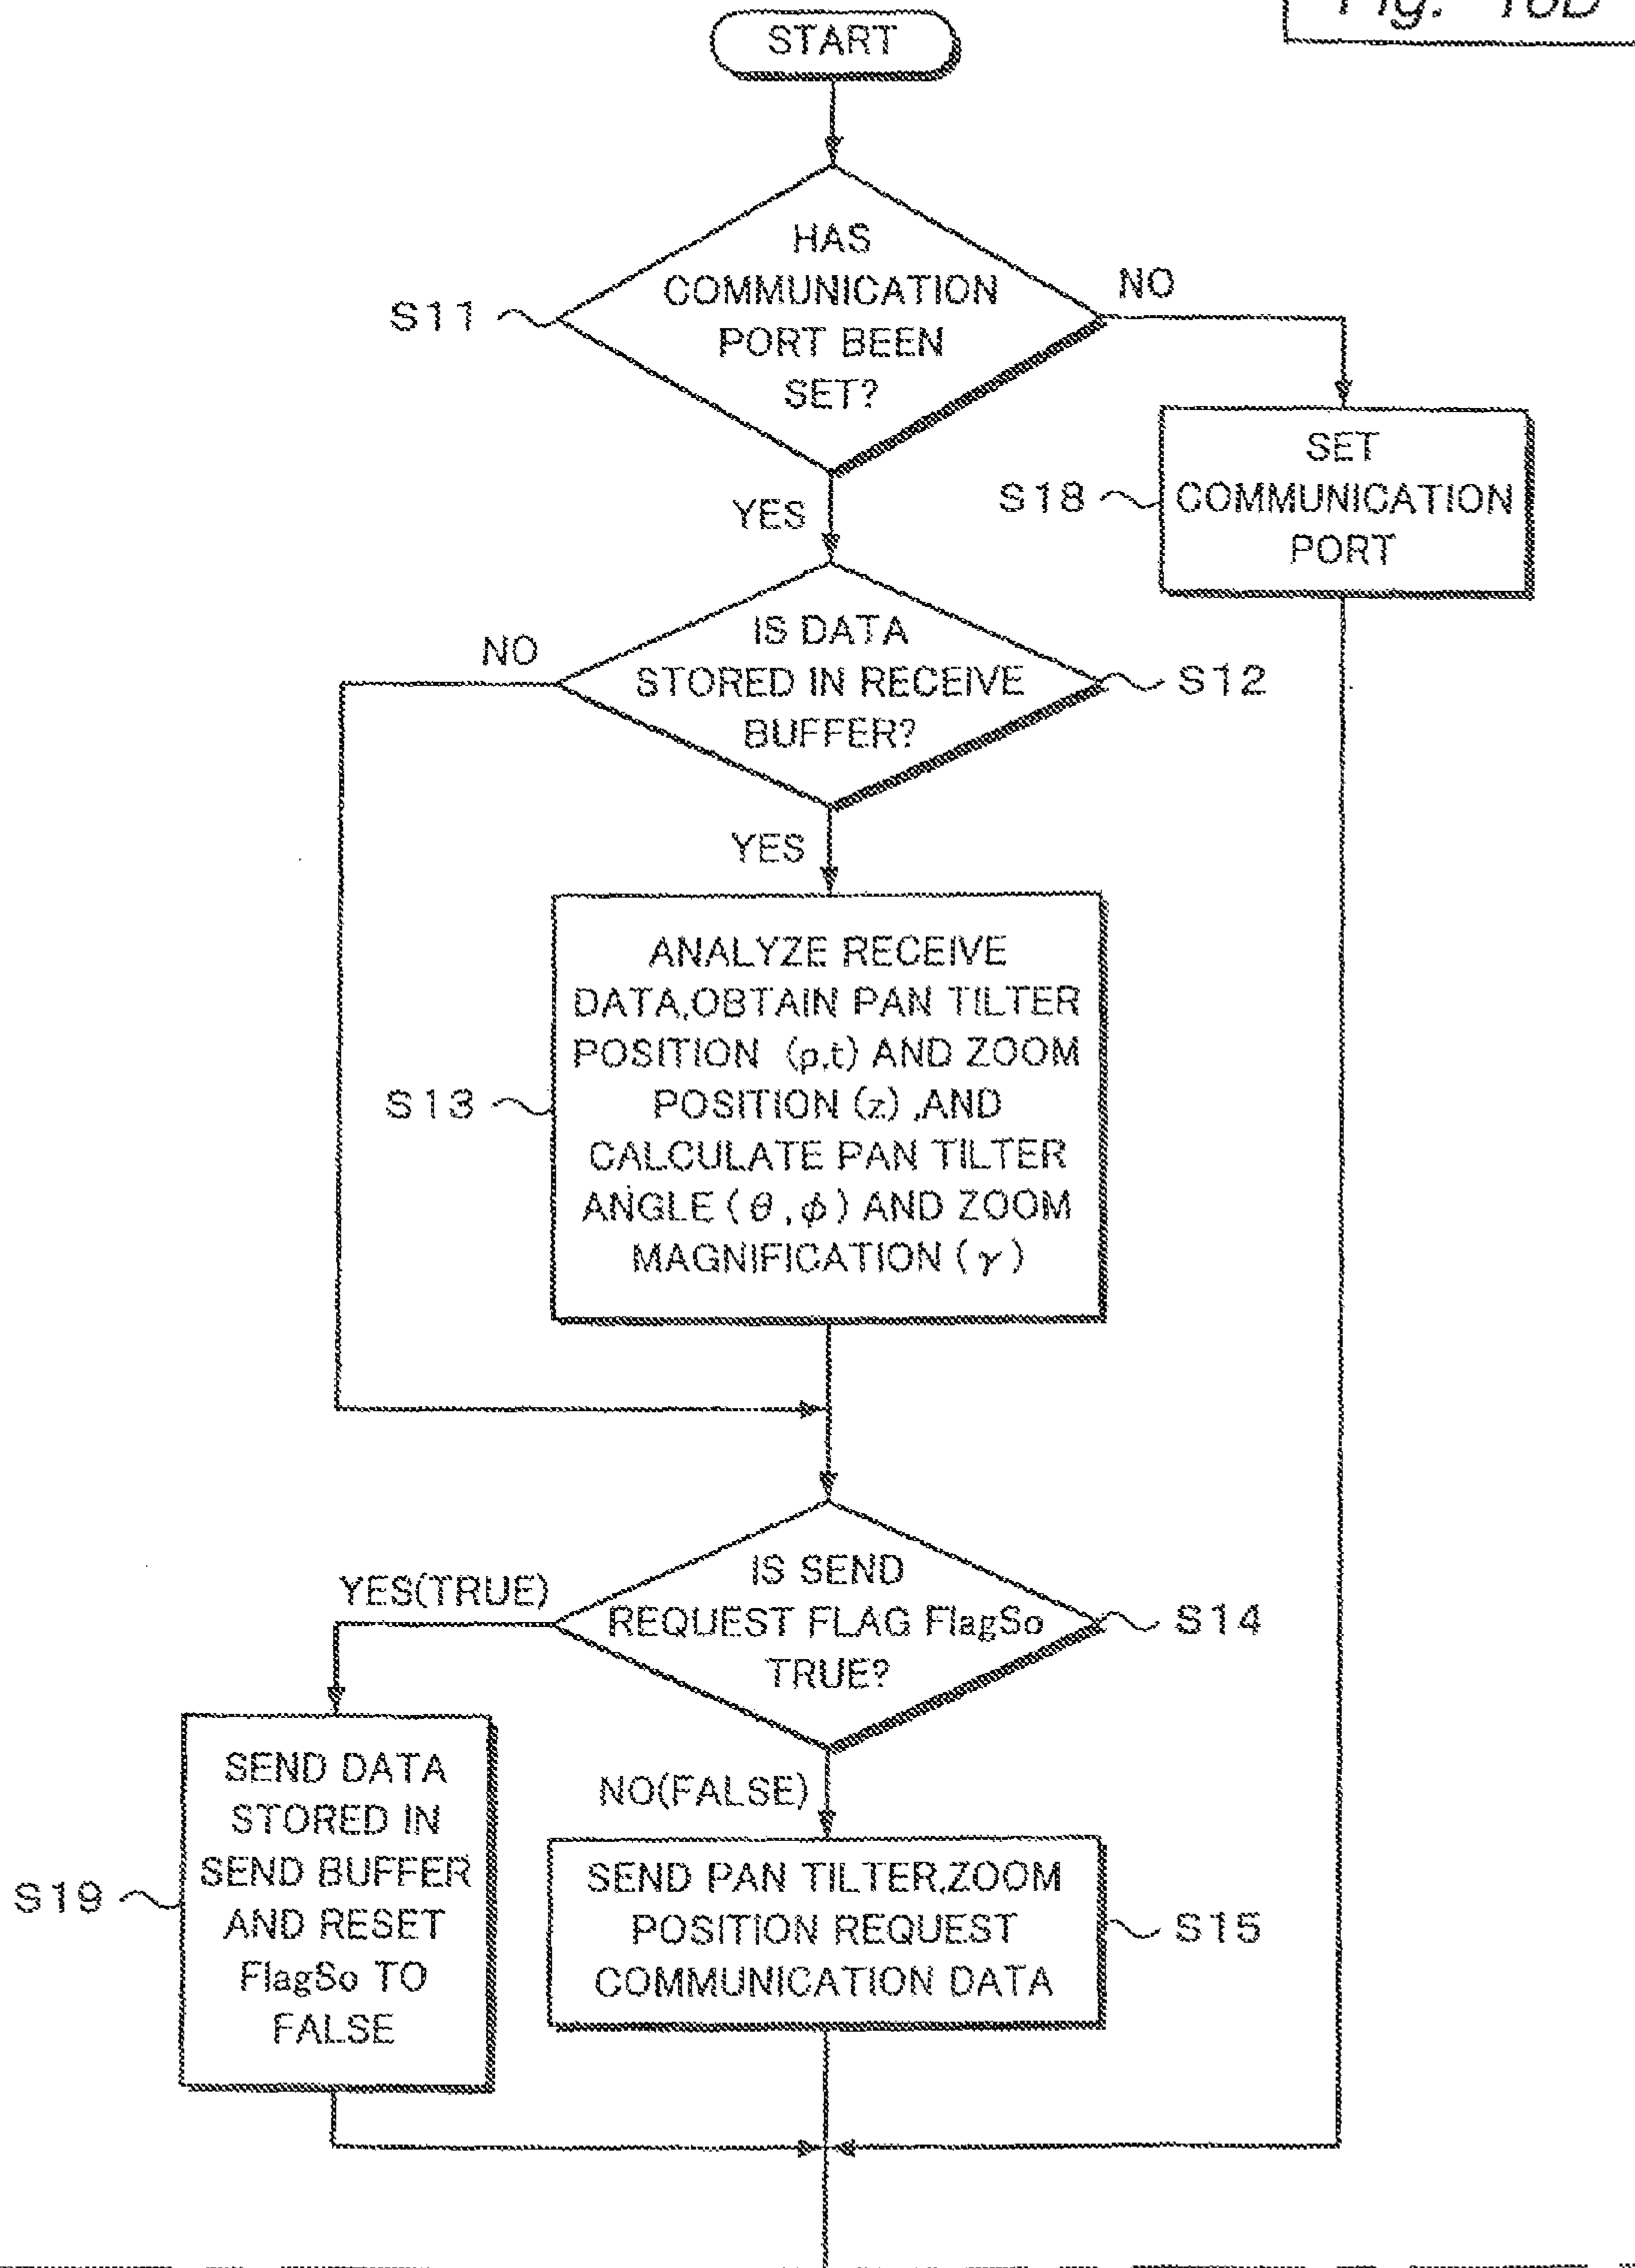 START
HAS
COMMUNICATION
PORT BEEN
SET?
S11
NO
YES
SET
COMMUNICATION
PORT
S18
IS DATA
STORED IN RECEIVE
BUFFER?
S12
NO
YES
ANALYZE RECEIVE
DATA,OBTAIN PAN TILTER
POSITION (p,t) AND ZOOM
POSITION (z) ,AND
CALCULATE PAN TILTER
ANGLE (θ,φ) AND ZOOM
MAGNIFICATION (γ)
S13
IS SEND
REQUEST FLAG FlagSo
TRUE?
S14
YES(TRUE)
NO(FALSE)
SEND DATA
STORED IN
SEND BUFFER
AND RESET
FlagSo TO
FALSE
S19
SEND PAN TILTER,ZOOM
POSITION REQUEST
COMMUNICATION DATA
S15